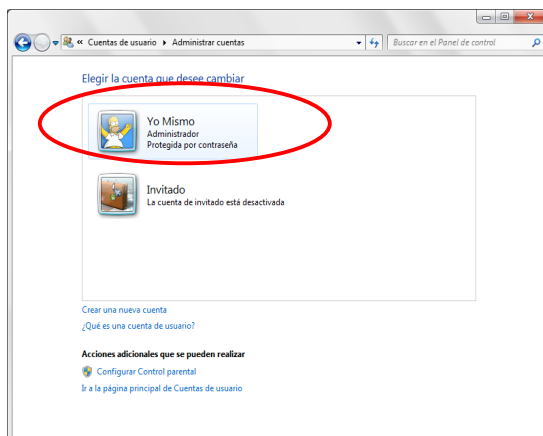 « Cuentas de usuario ▸ Administrar cuentas
Buscar en el Panel de control
Elegir la cuenta que desee cambiar
Yo Mismo
Administrador
Protegida por contraseña
Invitado
La cuenta de invitado está desactivada
Crear una nueva cuenta
¿Qué es una cuenta de usuario?
Acciones adicionales que se pueden realizar
Configurar Control parental
Ir a la página principal de Cuentas de usuario